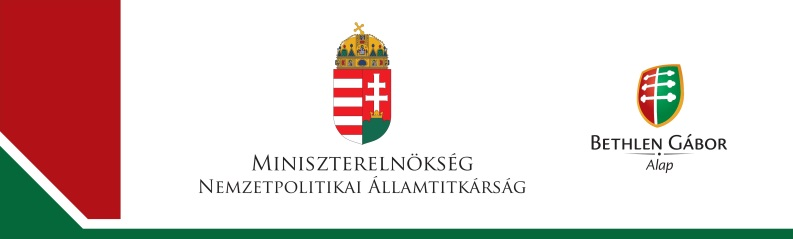 MINISZTERELNÖKSÉG
NEMZETPOLITIKAI ÁLLAMTITKÁRSÁG
BETHLEN GÁBOR
Alap